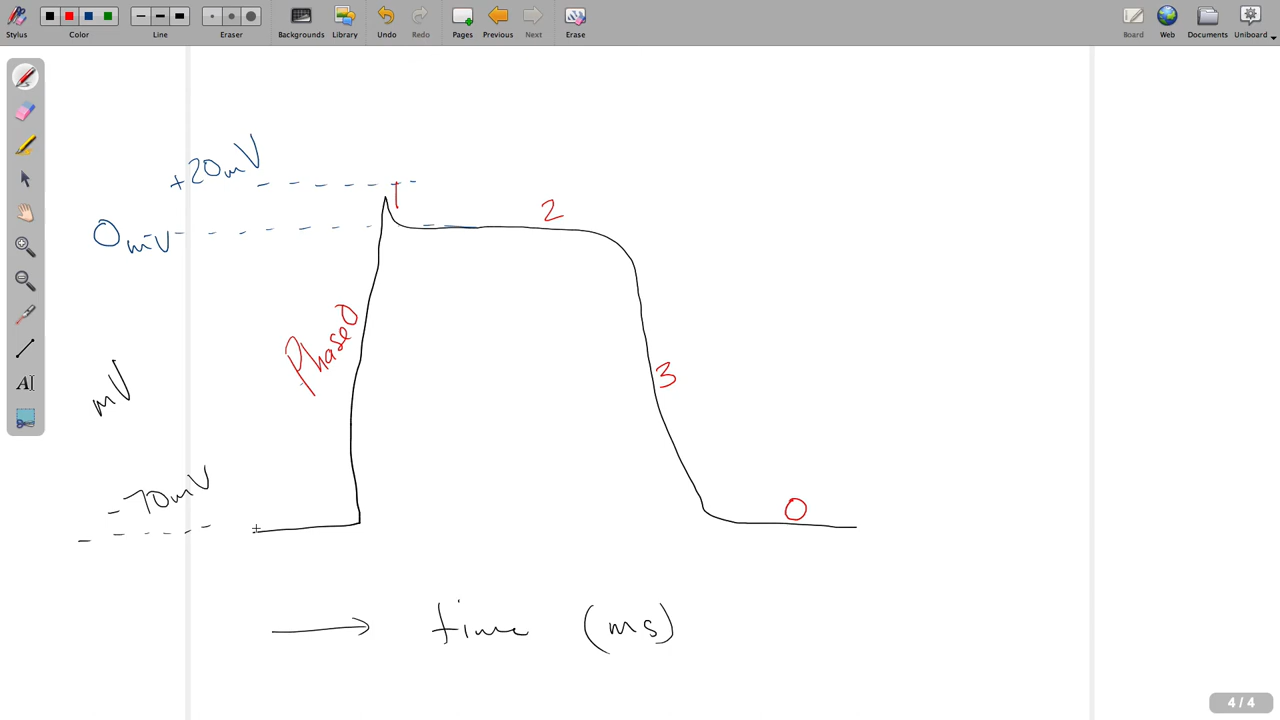 Stylus
Color
Line
Eraser
Backgrounds
Library
Undo
Redo
Pages
Previous
Next
Erase
Board
Web
Documents
Uniboard
AI
+20mV
1
2
0mV
Phase 0
3
mV
-70mV
0
time (ms)
4 / 4